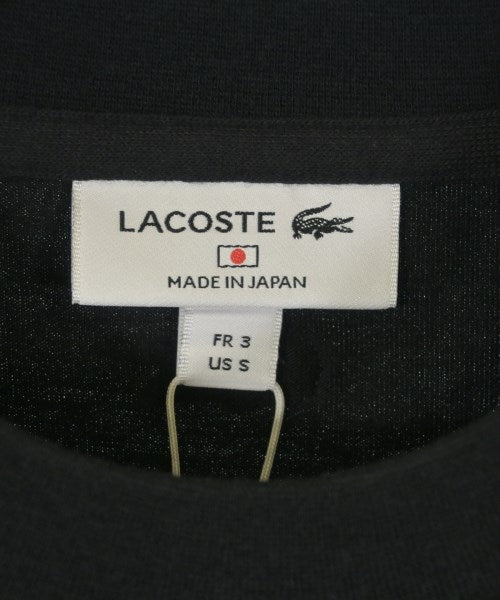 LACOSTE
MADE IN JAPAN
FR 3
US S